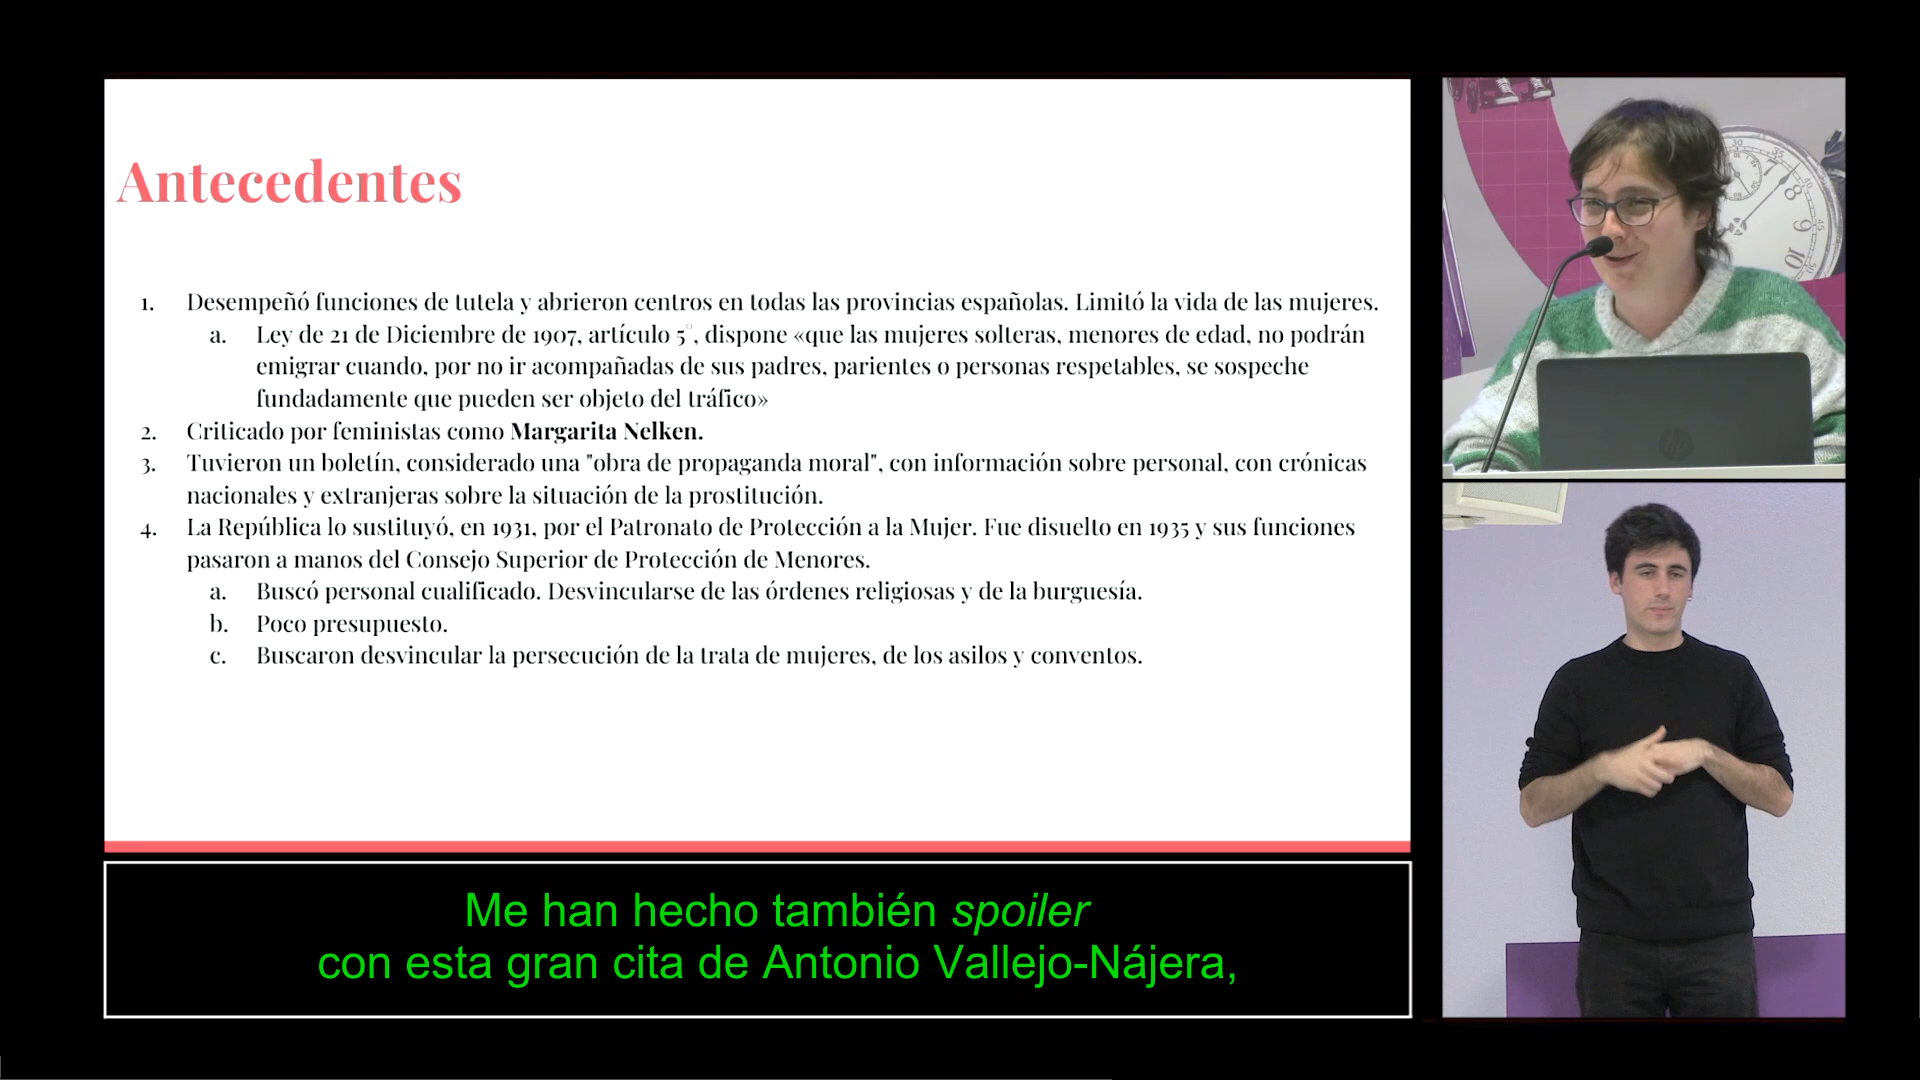 Antecedentes
1. Desempeñó funciones de tutela y abrieron centros en todas las provincias españolas. Limitó la vida de las mujeres.
a. Ley de 21 de Diciembre de 1907, artículo 5°, dispone «que las mujeres solteras, menores de edad, no podrán
emigrar cuando, por no ir acompañadas de sus padres, parientes o personas respetables, se sospeche
fundadamente que pueden ser objeto del tráfico»
2. Criticado por feministas como Margarita Nelken.
3. Tuvieron un boletín, considerado una "obra de propaganda moral", con información sobre personal, con crónicas
nacionales y extranjeras sobre la situación de la prostitución.
4. La República lo sustituyó, en 1931, por el Patronato de Protección a la Mujer. Fue disuelto en 1935 y sus funciones
pasaron a manos del Consejo Superior de Protección de Menores.
a. Buscó personal cualificado. Desvincularse de las órdenes religiosas y de la burguesía.
b. Poco presupuesto.
c. Buscaron desvincular la persecución de la trata de mujeres, de los asilos y conventos.
Me han hecho también spoiler
con esta gran cita de Antonio Vallejo-Nájera,